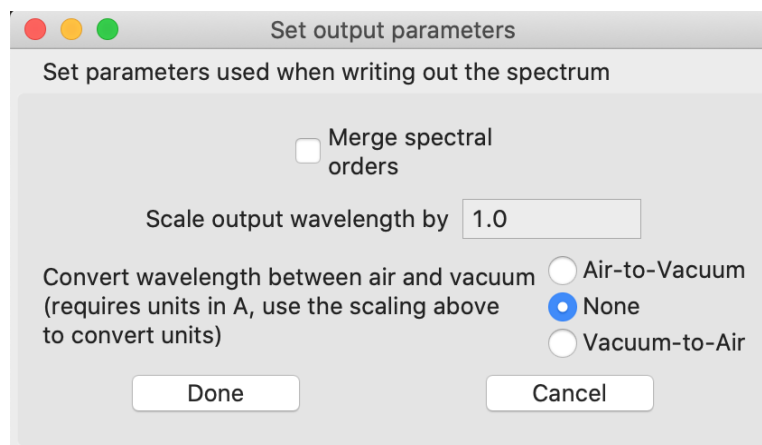 Set output parameters
Set parameters used when writing out the spectrum
Merge spectral
orders
Scale output wavelength by 1.0
Convert wavelength between air and vacuum
(requires units in A, use the scaling above
to convert units)
Air-to-Vacuum
None
Vacuum-to-Air
Done
Cancel